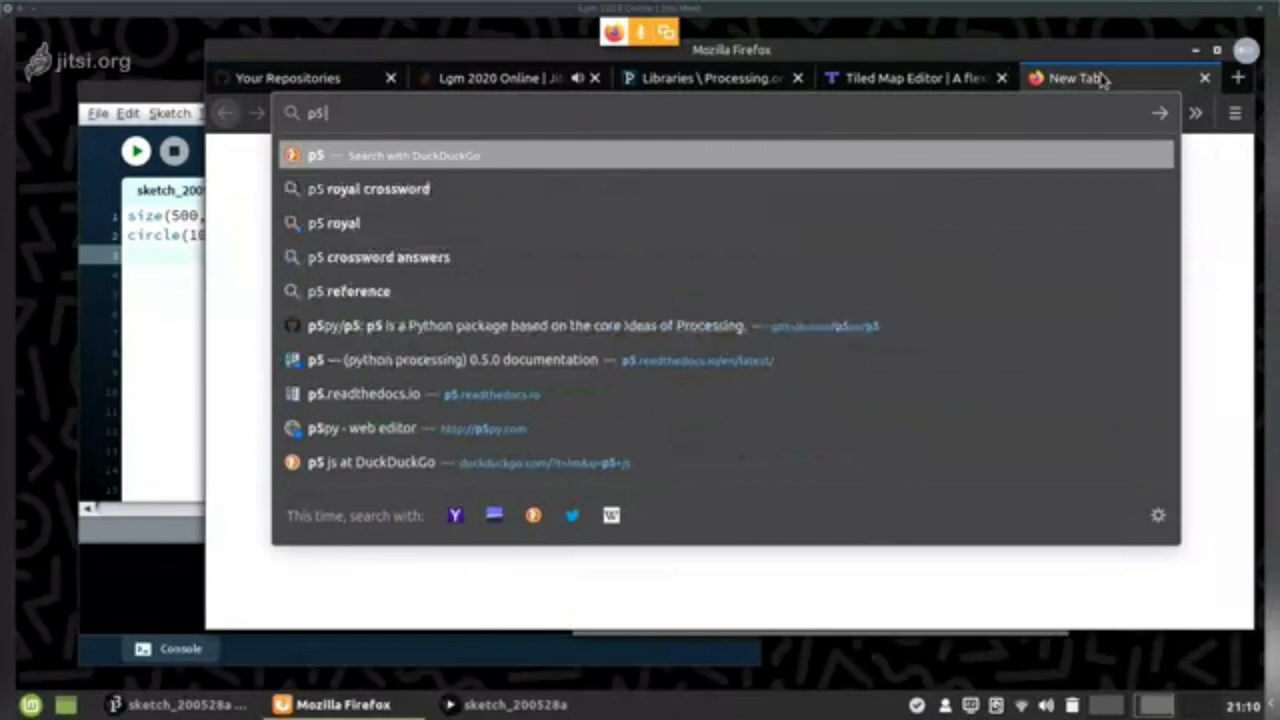 Lgm 2020 Online | Jitsi Meet
jitsi.org
Mozilla Firefox
Your Repositories
Lgm 2020 Online | Jit
Libraries \ Processing.or
Tiled Map Editor | A flex
New Tab
File Edit Sketch
p5
p5 — Search with DuckDuckGo
p5 royal crossword
p5 royal
p5 crossword answers
p5 reference
p5py/p5: p5 is a Python package based on the core ideas of Processing. —
p5 — (python processing) 0.5.0 documentation — p5.readthedocs.io/en/latest/
p5.readthedocs.io — p5.readthedocs.io
p5py - web editor — http://p5py.com
p5 js at DuckDuckGo —
This time, search with:
sketch_200
1 size(500,
2 circle(10
3
Console
sketch_200528a ...
Mozilla Firefox
sketch_200528a
21:10